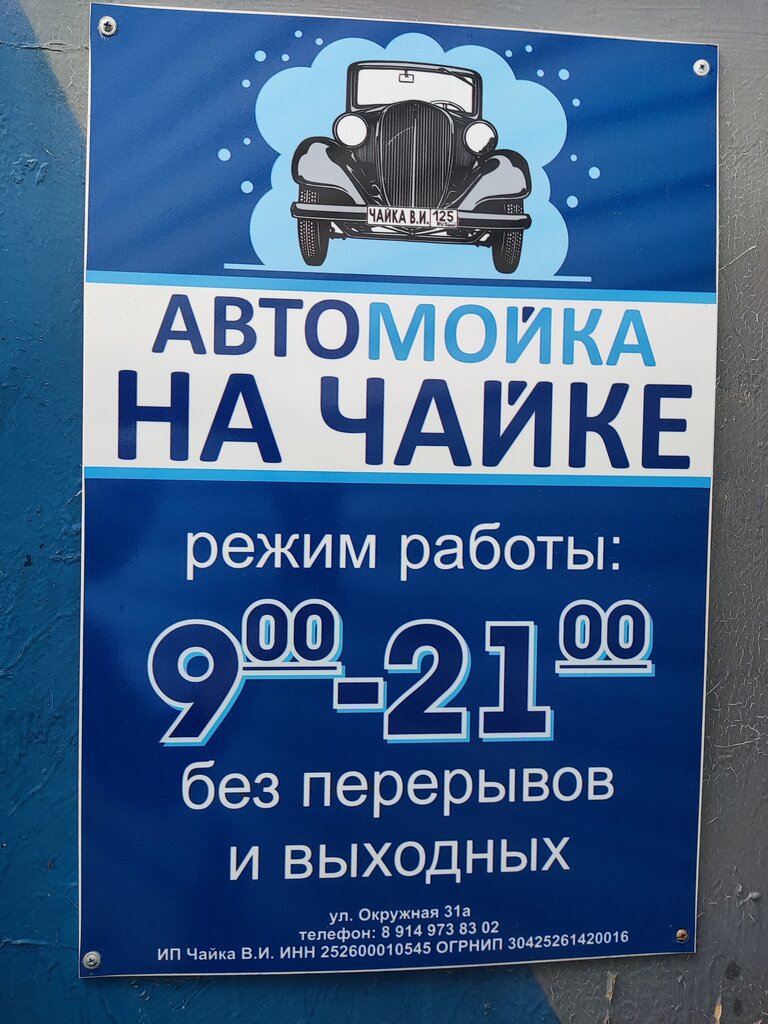 ЧАЙКА В.И. 125
RUS
АВТОМОЙКА
НА ЧАЙКЕ
режим работы:
9⁰⁰-21⁰⁰
без перерывов
и выходных
ул. Окружная 31а
телефон: 8 914 973 83 02
ИП Чайка В.И. ИНН 252600010545 ОГРНИП 30425261420016